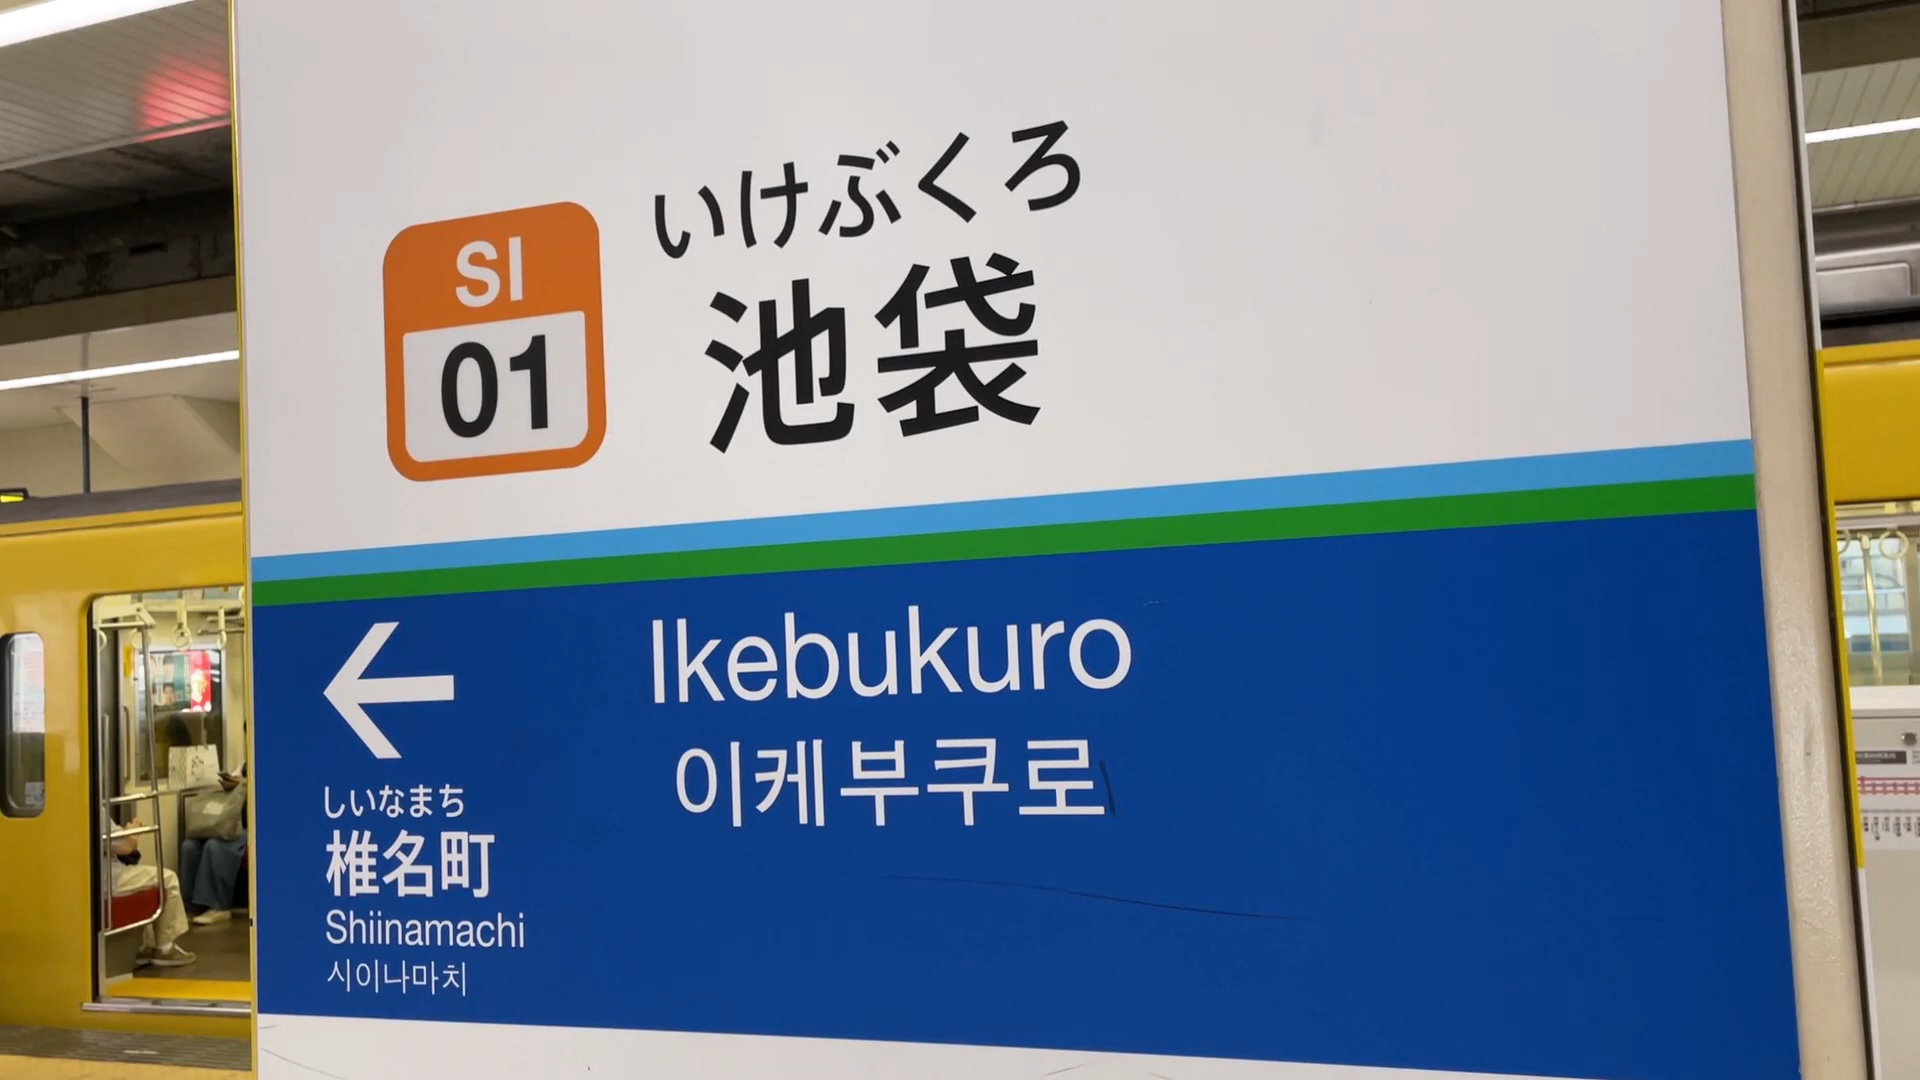 SI
01
いけぶくろ
池袋
Ikebukuro
이케부쿠로
しいなまち
椎名町
Shiinamachi
시이나마치